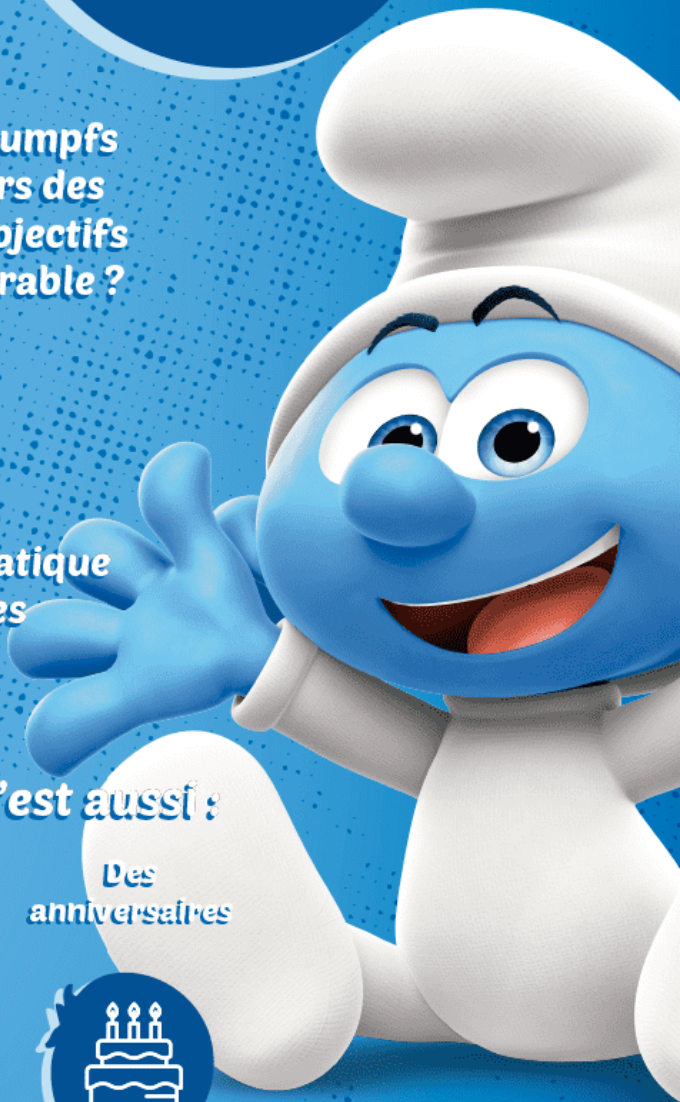 umpfs
rs des
bjectifs
rable ?
atique
es
'est aussi :
Des
anniversaires